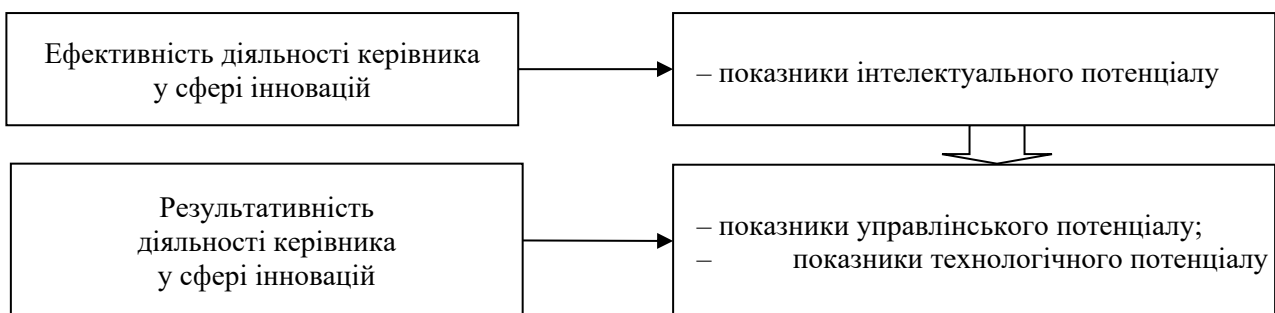 Ефективність діяльності керівника
у сфері інновацій
– показники інтелектуального потенціалу
Результативність
діяльності керівника
у сфері інновацій
– показники управлінського потенціалу;
– показники технологічного потенціалу